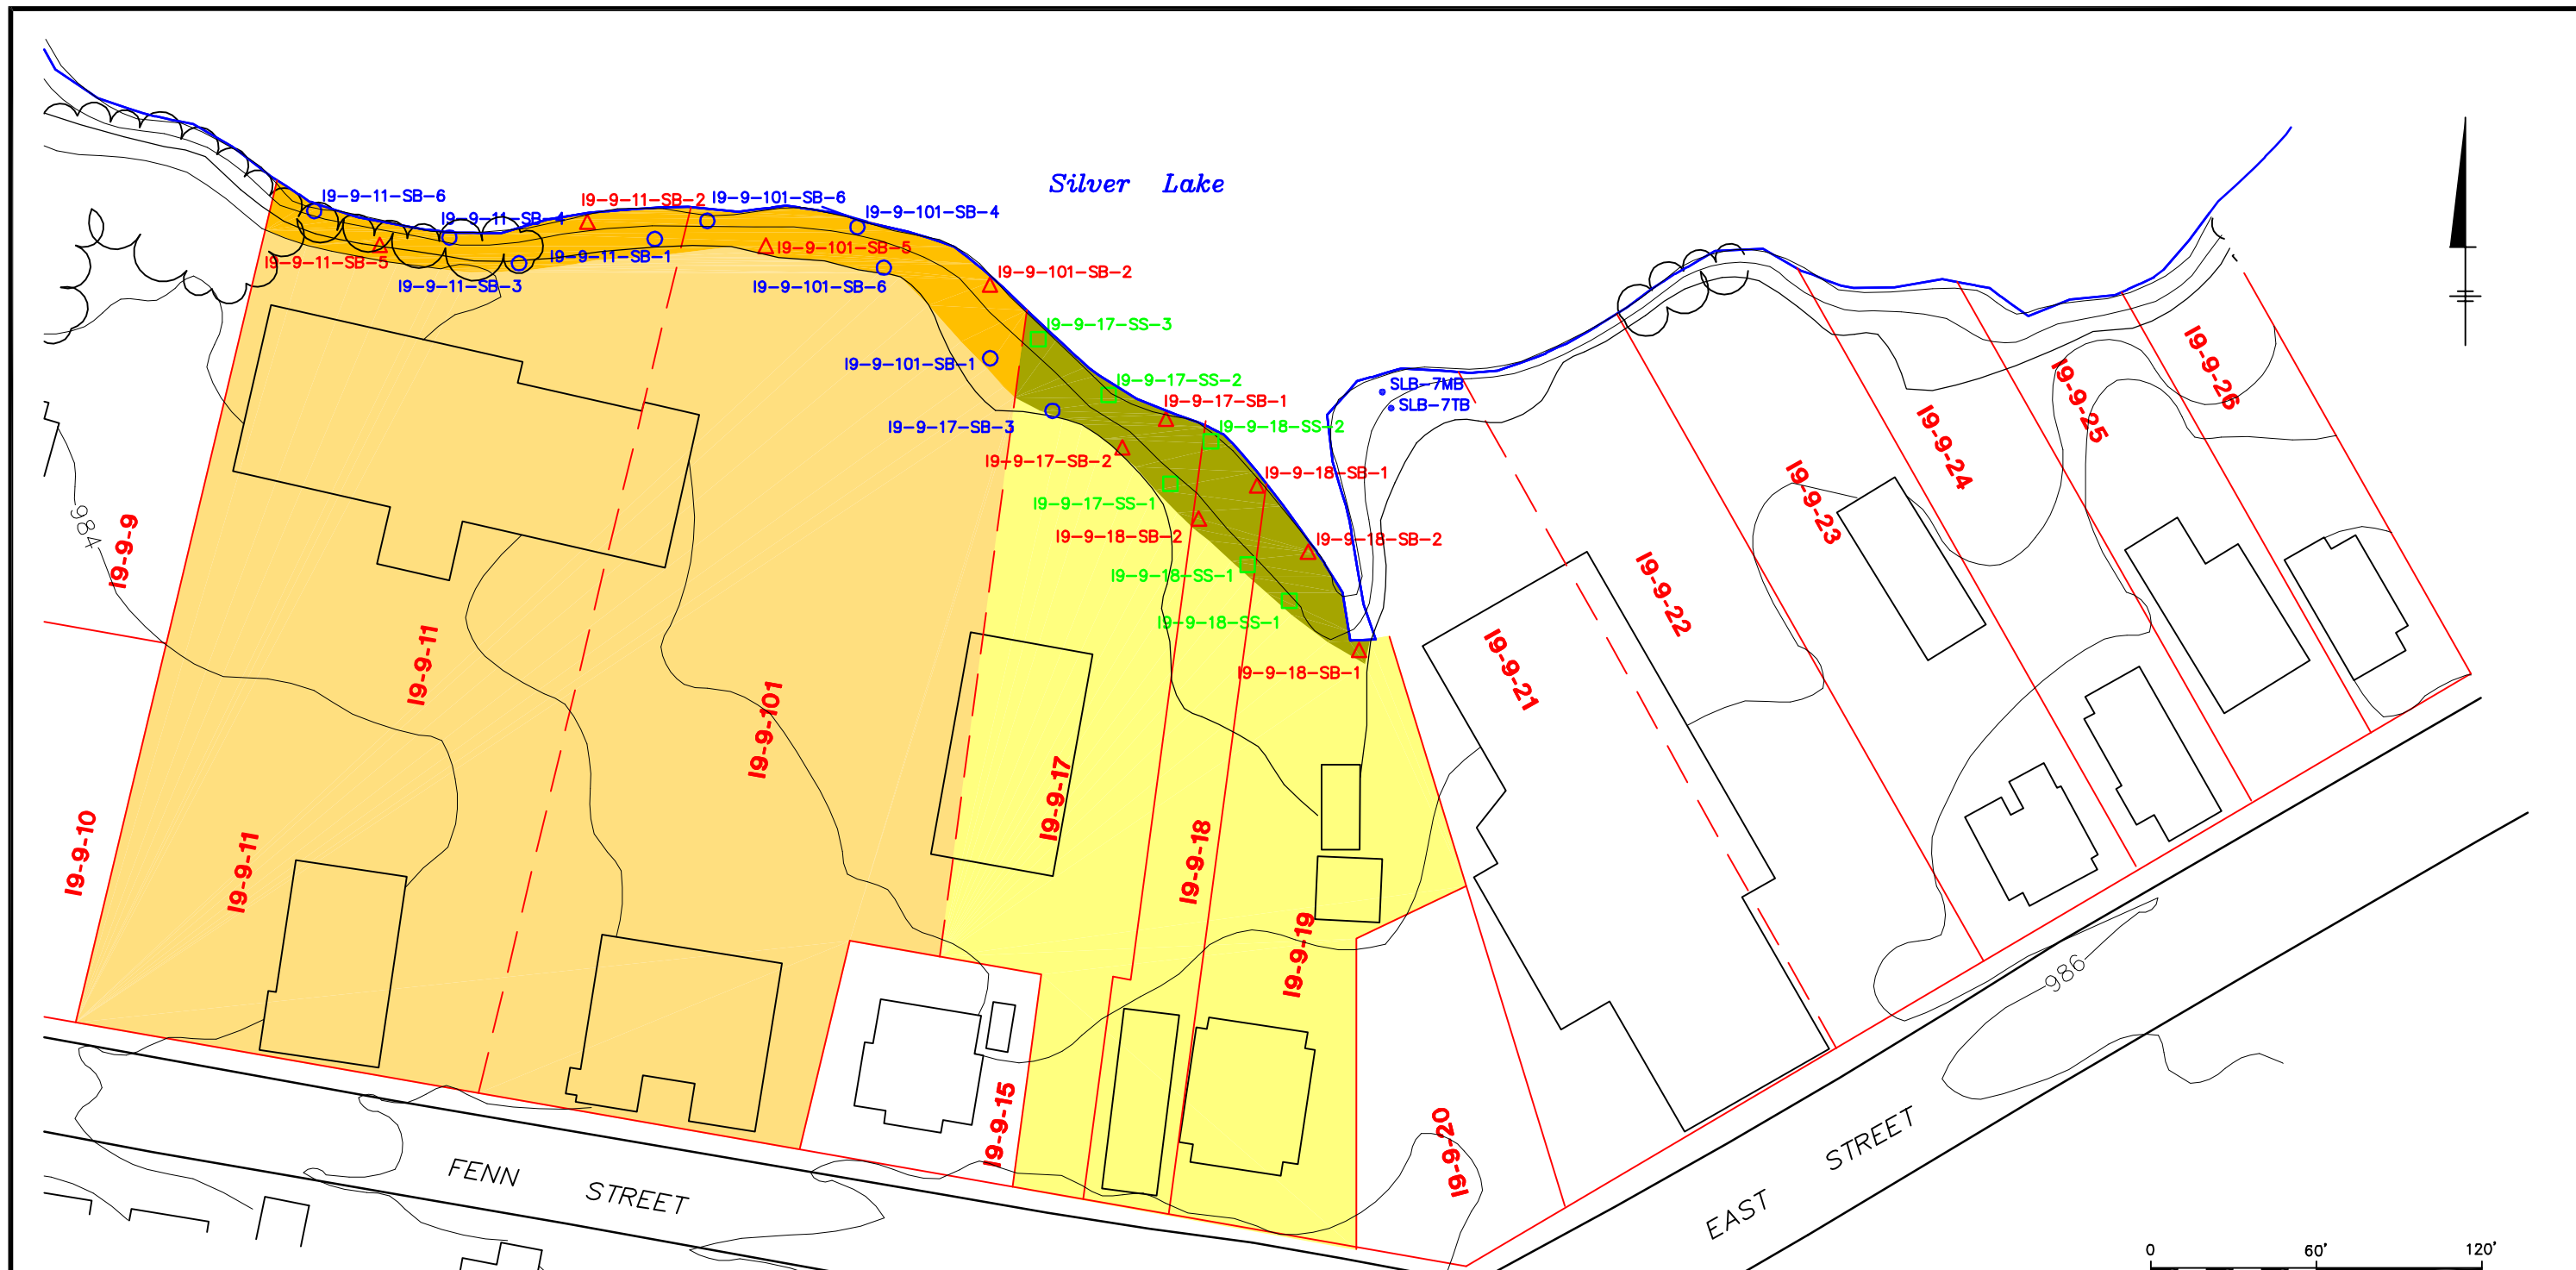 Silver Lake
I9-9-11-SB-6
I9-9-11-SB-4
I9-9-11-SB-2
I9-9-101-SB-6
I9-9-101-SB-4
I9-9-11-SB-5
I9-9-11-SB-3
I9-9-11-SB-1
I9-9-101-SB-5
I9-9-101-SB-6
I9-9-101-SB-2
I9-9-17-SS-3
I9-9-101-SB-1
I9-9-17-SS-2
I9-9-17-SB-1
SLB-7MB
SLB-7TB
I9-9-17-SB-3
I9-9-18-SS-2
I9-9-17-SB-2
I9-9-18-SB-1
I9-9-17-SS-1
I9-9-18-SB-2
I9-9-18-SB-2
I9-9-18-SS-1
I9-9-18-SS-1
I9-9-18-SB-1
984
I9-9-9
I9-9-10
I9-9-11
I9-9-11
I9-9-101
I9-9-17
I9-9-18
I9-9-19
I9-9-15
I9-9-20
I9-9-21
I9-9-22
I9-9-23
I9-9-24
I9-9-25
I9-9-26
986
FENN STREET
EAST STREET
0 60' 120'